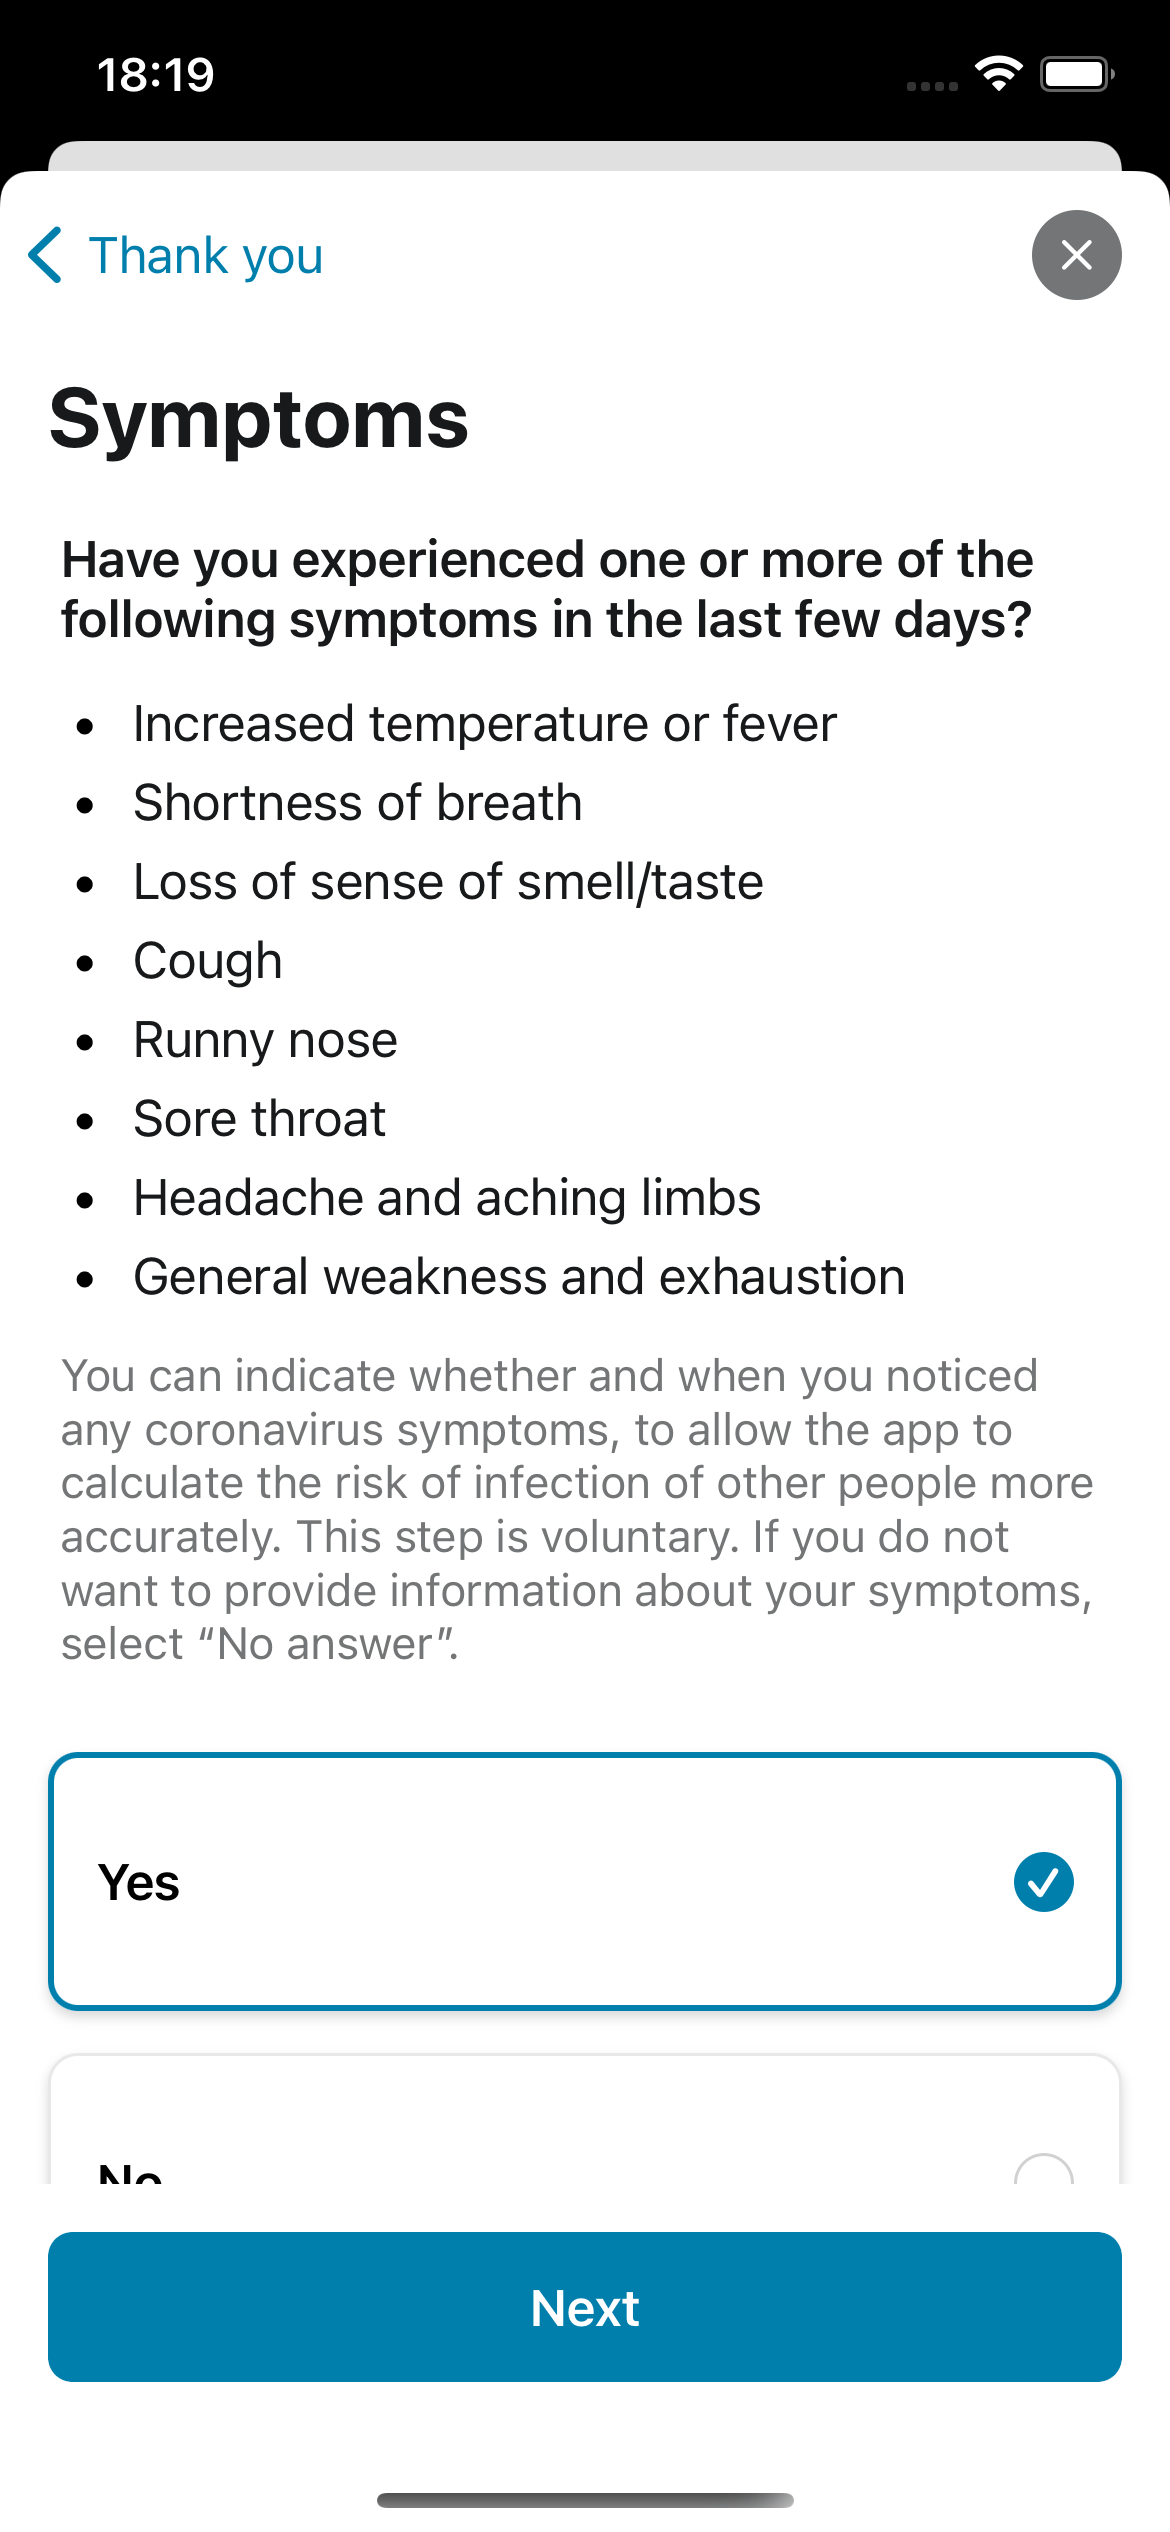 18:19
Thank you
Symptoms
Have you experienced one or more of the
following symptoms in the last few days?
• Increased temperature or fever
• Shortness of breath
• Loss of sense of smell/taste
• Cough
• Runny nose
• Sore throat
• Headache and aching limbs
• General weakness and exhaustion
You can indicate whether and when you noticed
any coronavirus symptoms, to allow the app to
calculate the risk of infection of other people more
accurately. This step is voluntary. If you do not
want to provide information about your symptoms,
select “No answer”.
Yes
No
Next